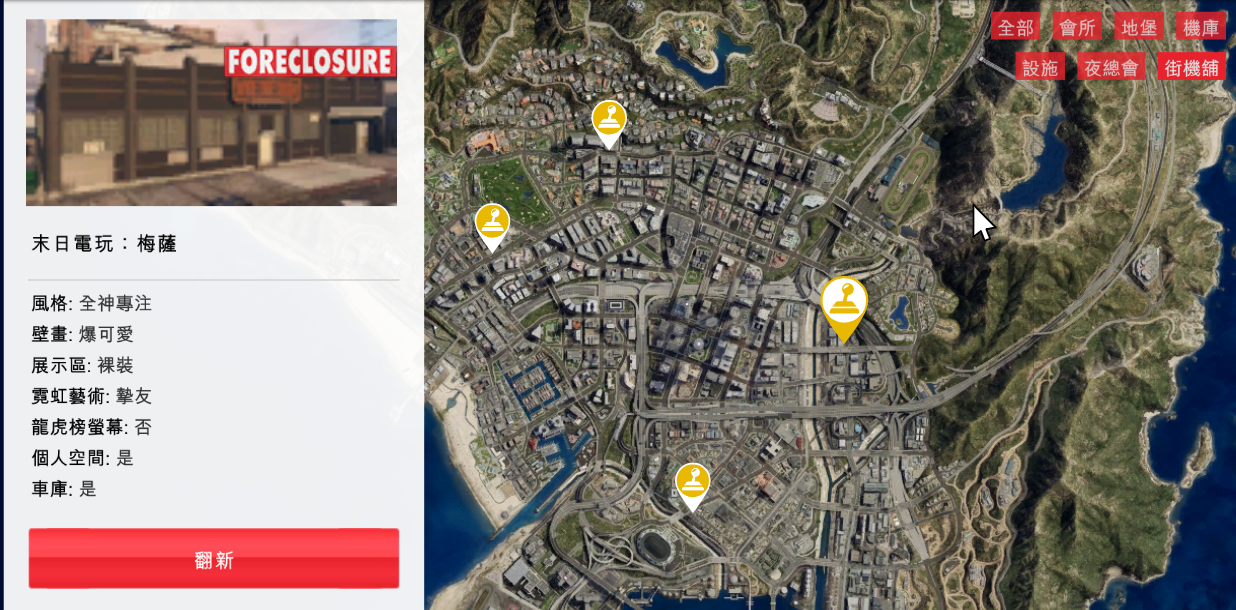 FORECLOSURE
末日電玩：梅薩
風格: 全神專注
壁畫: 爆可愛
展示區: 裸裝
霓虹藝術: 摯友
龍虎榜螢幕: 否
個人空間: 是
車庫: 是
翻新
全部 會所 地堡 機庫
設施 夜總會 街機舖